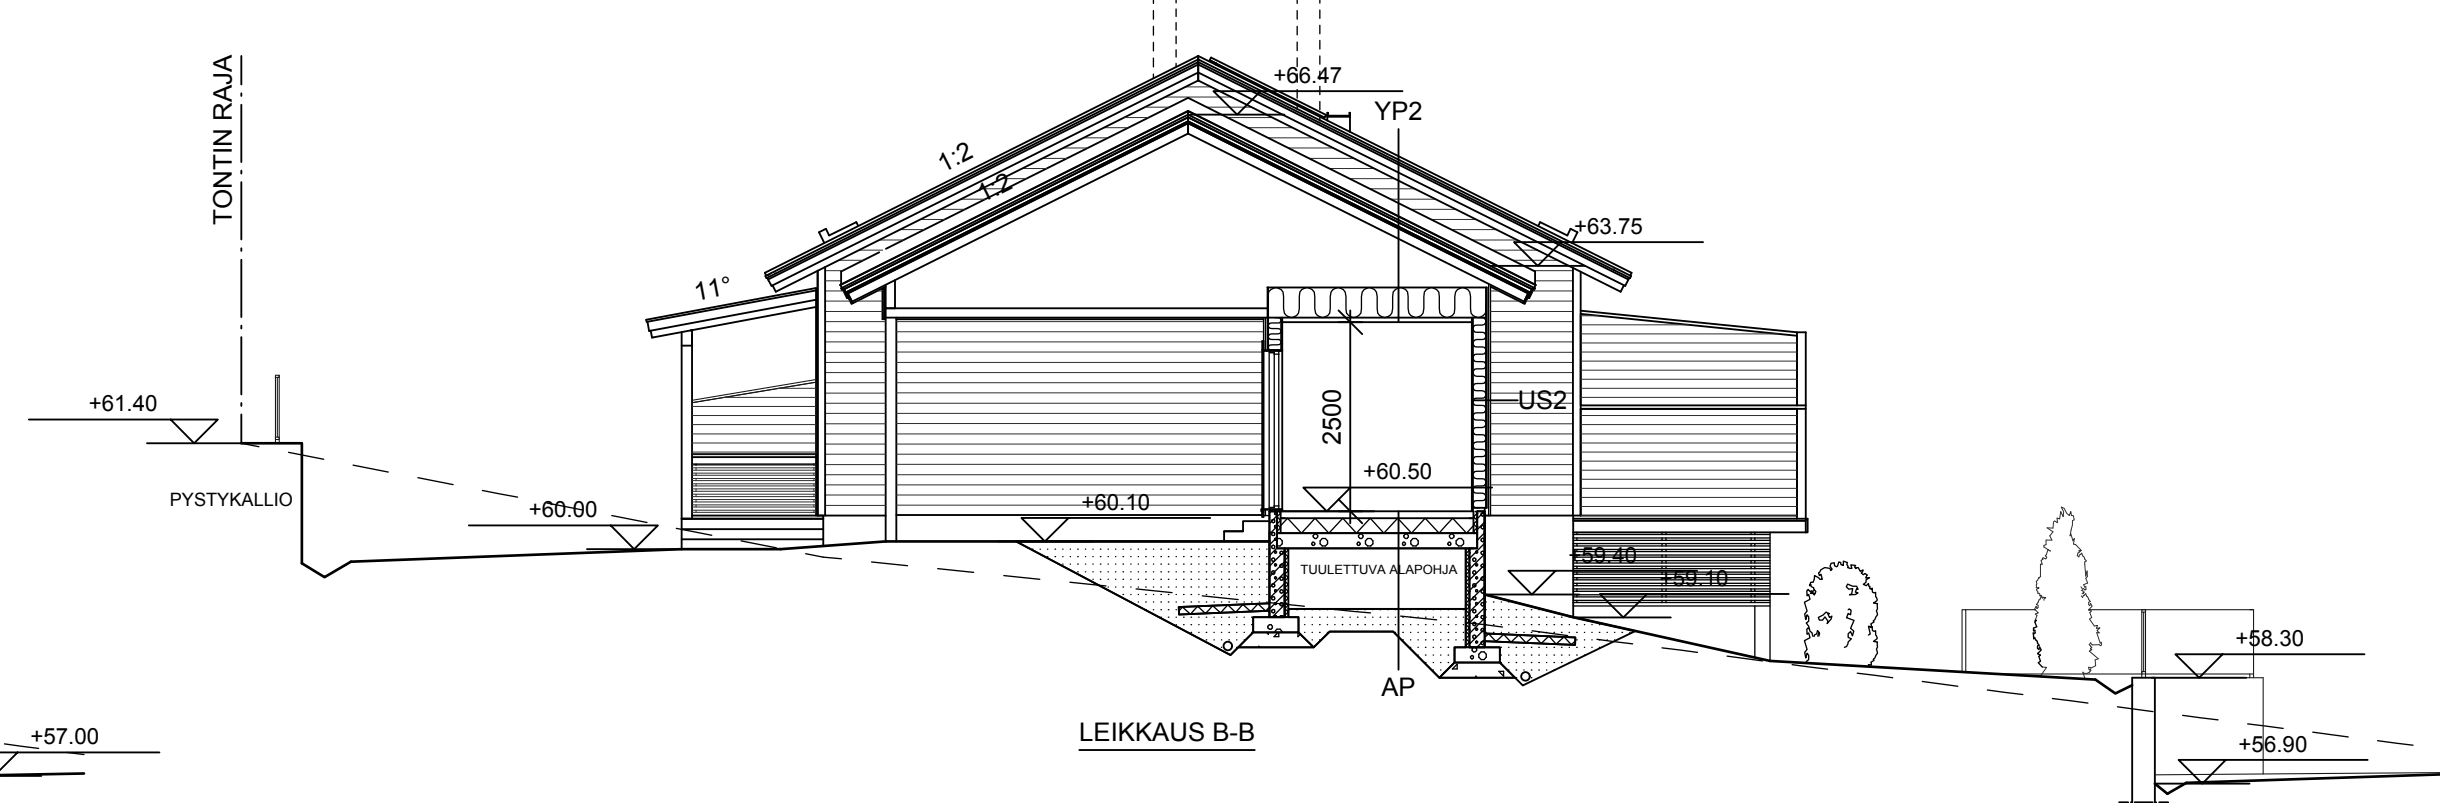 TONTIN RAJA
+66.47
YP2
1:2
1:2
+63.75
11°
+61.40
2500
US2
+60.50
PYSTYKALLIO
+60.00
+60.10
+59.40
TUULETTUVA ALAPOHJA
+59.10
+58.30
AP
LEIKKAUS B-B
+57.00
+56.90